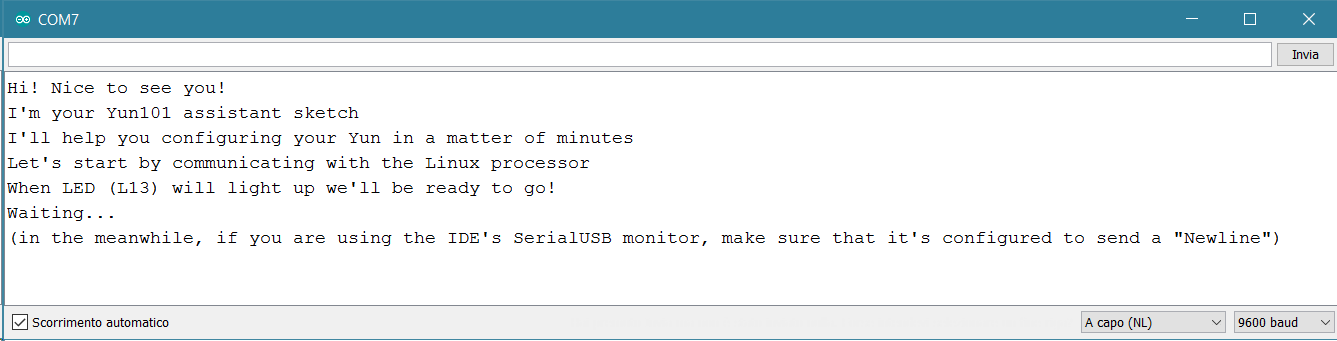 COM7
Invia
Hi! Nice to see you!
I'm your Yun101 assistant sketch
I'll help you configuring your Yun in a matter of minutes
Let's start by communicating with the Linux processor
When LED (L13) will light up we'll be ready to go!
Waiting...
(in the meanwhile, if you are using the IDE's SerialUSB monitor, make sure that it's configured to send a "Newline")
Scorrimento automatico
A capo (NL)
9600 baud